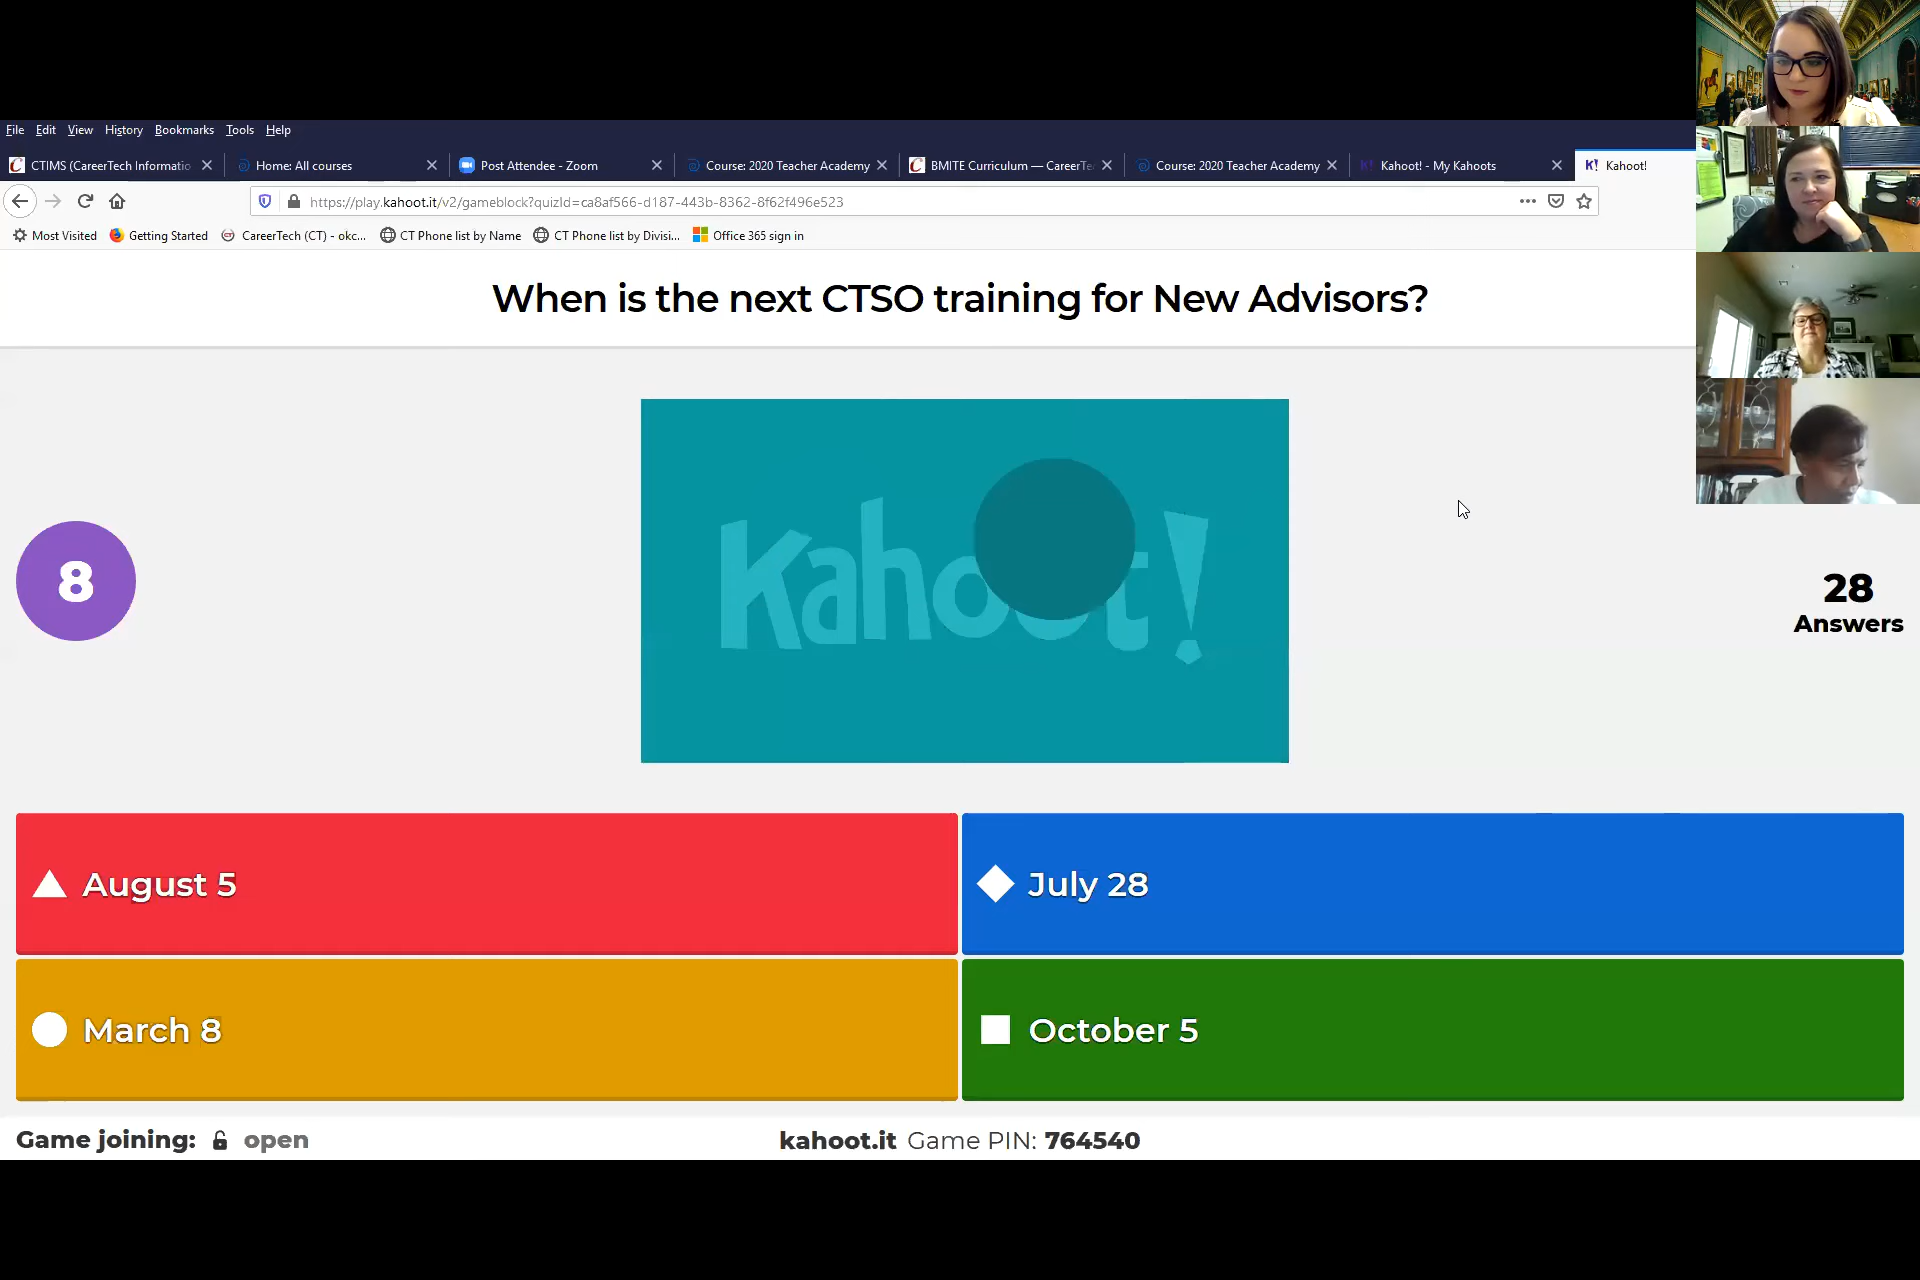 File Edit View History Bookmarks Tools Help
CTIMS (CareerTech Informatio
Home: All courses
Post Attendee - Zoom
Course: 2020 Teacher Academy
BMITE Curriculum — CareerTe
Course: 2020 Teacher Academy
Kahoot! - My Kahoots
K! Kahoot!
https://play.kahoot.it/v2/gameblock?quizId=ca8af566-d187-443b-8362-8f62f496e523
Most Visited Getting Started CareerTech (CT) - okc... CT Phone list by Name CT Phone list by Divisi... Office 365 sign in
When is the next CTSO training for New Advisors?
Kahoot!
8
28
Answers
August 5
July 28
March 8
October 5
Game joining: open
kahoot.it Game PIN: 764540